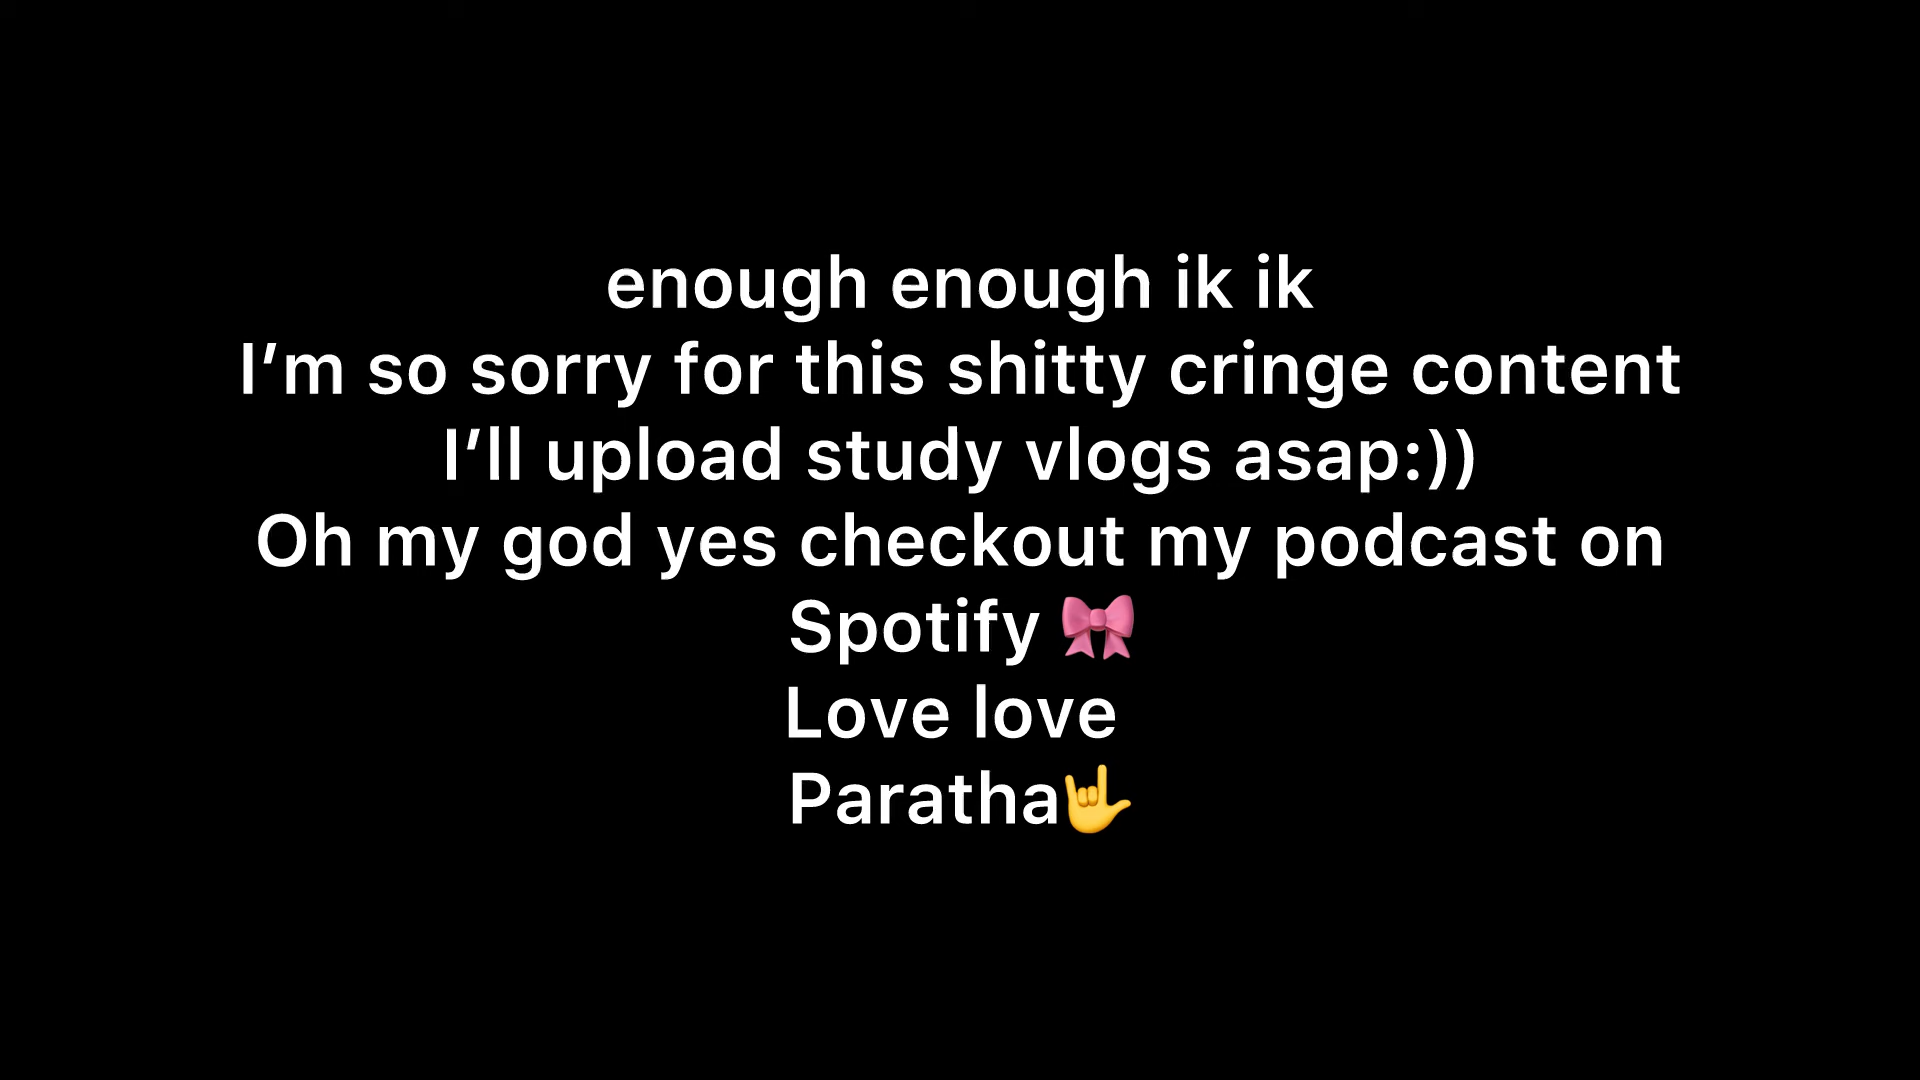 enough enough ik ik
I’m so sorry for this shitty cringe content
I’ll upload study vlogs asap:))
Oh my god yes checkout my podcast on
Spotify 🎀
Love love
Paratha🤟